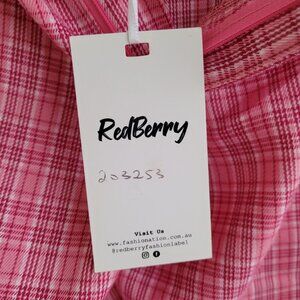 RedBerry
203253
Visit Us
www.fashionation.com.au
@redberryfashionlabel